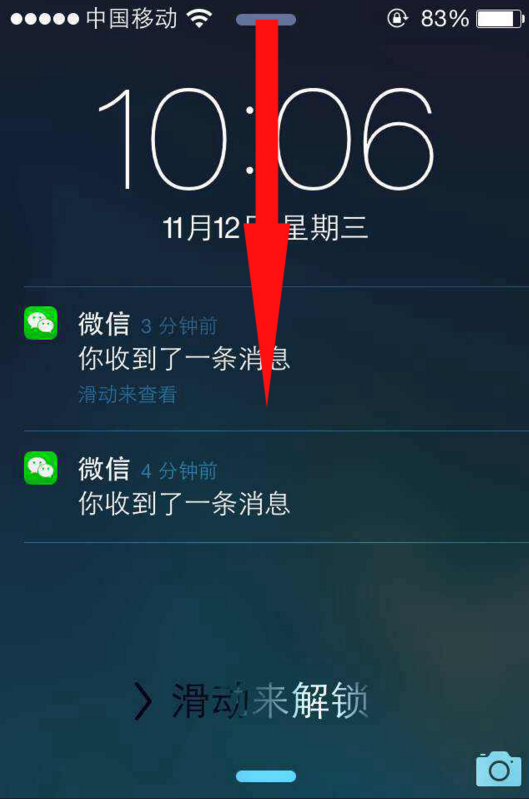 中国移动 83%
10:06
11月12日 星期三
微信 3 分钟前
你收到了一条消息
滑动来查看
微信 4 分钟前
你收到了一条消息
滑动来解锁